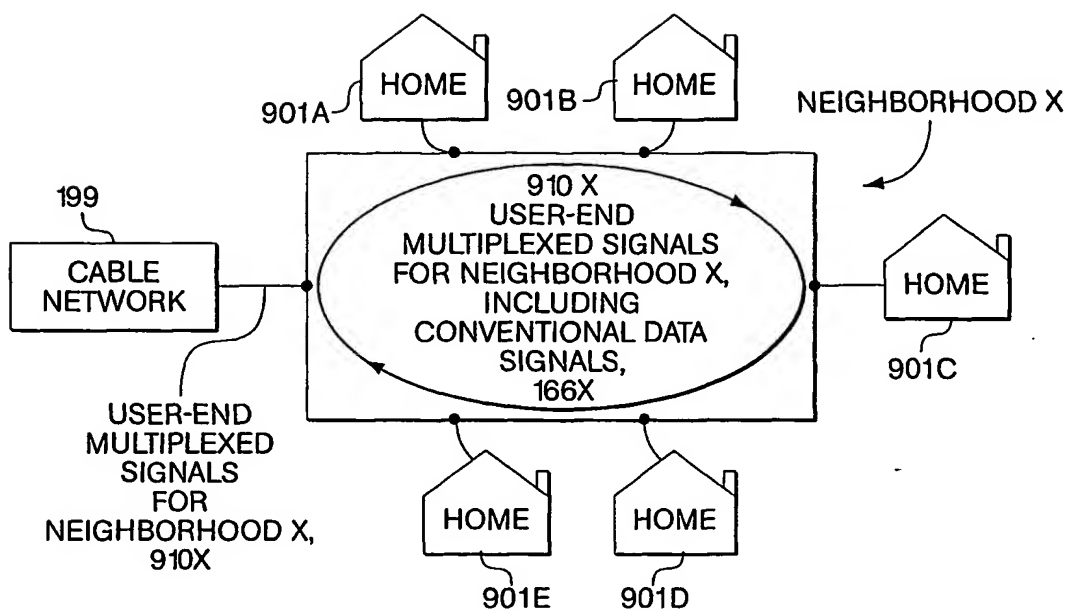 HOME
901A
HOME
901B
NEIGHBORHOOD X
199
CABLE
NETWORK
910 X
USER-END
MULTIPLEXED SIGNALS
FOR NEIGHBORHOOD X,
INCLUDING
CONVENTIONAL DATA
SIGNALS,
166X
HOME
901C
USER-END
MULTIPLEXED
SIGNALS
FOR
NEIGHBORHOOD X,
910X
HOME
901E
HOME
901D